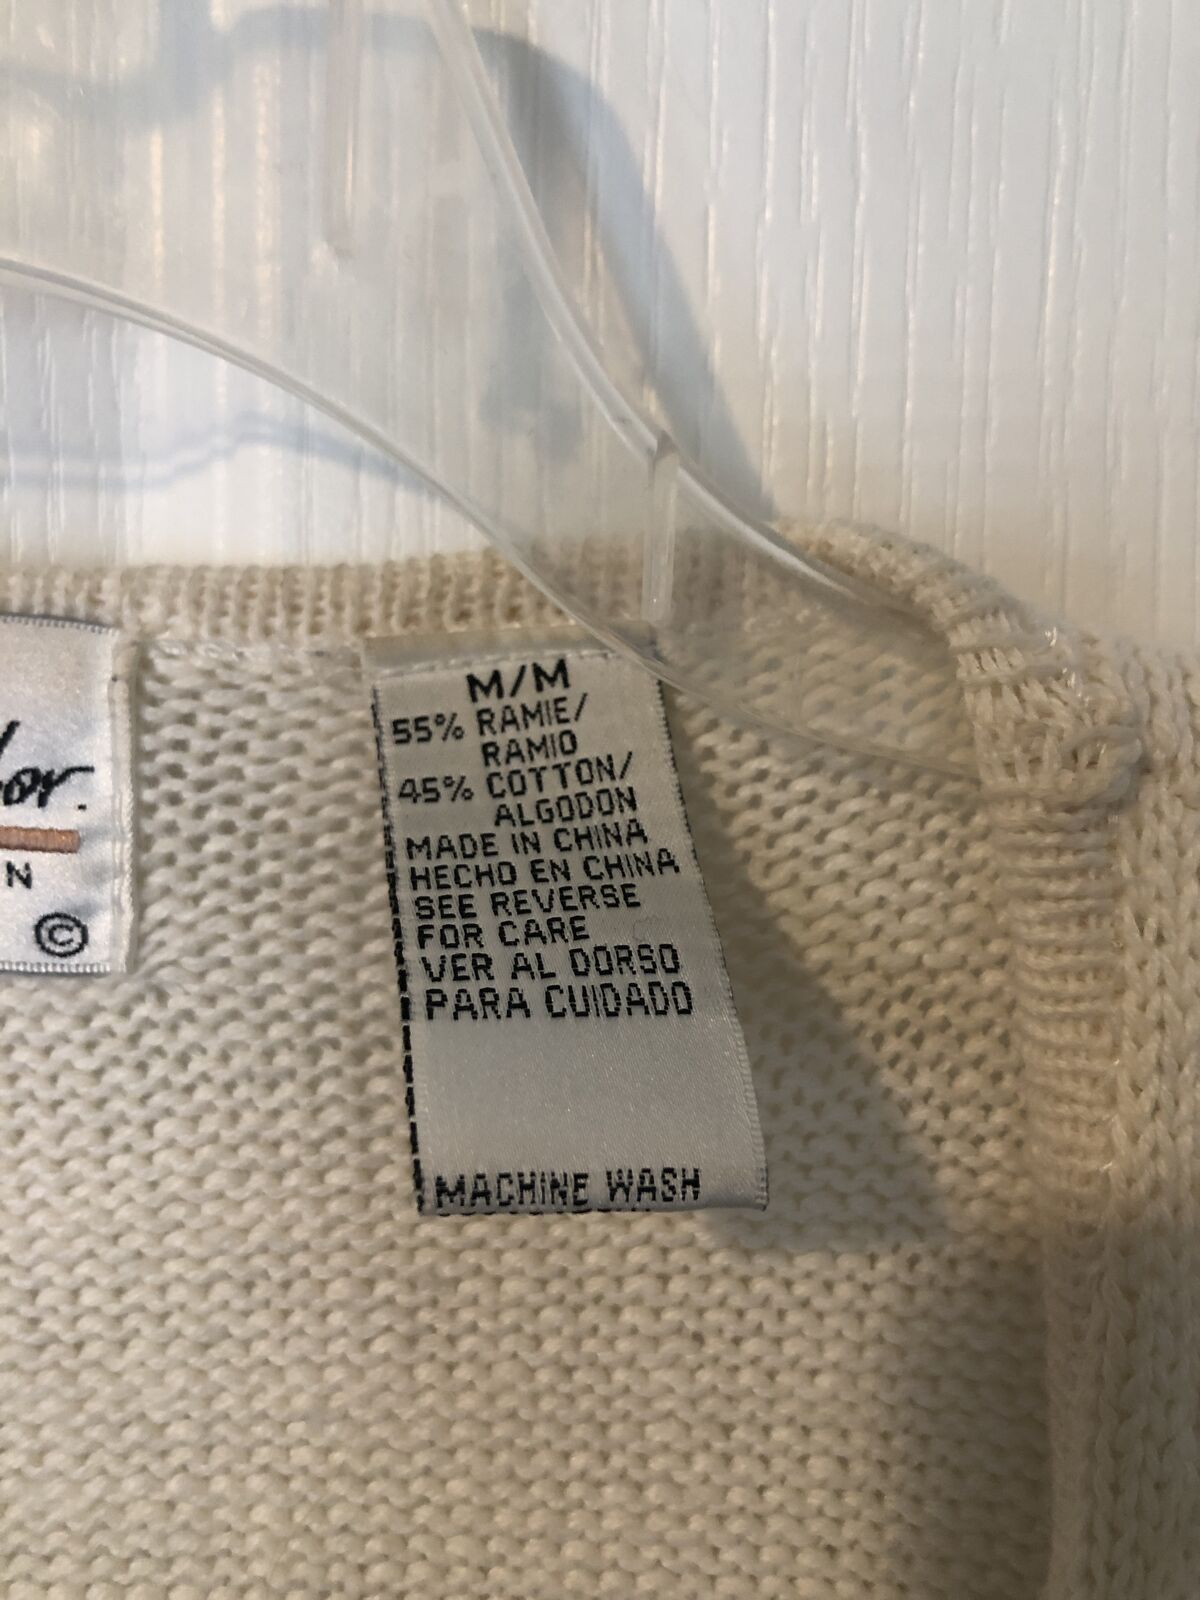 N
©
M/M
55% RAMIE/
RAMIO
45% COTTON/
ALGODON
MADE IN CHINA
HECHO EN CHINA
SEE REVERSE
FOR CARE
VER AL DORSO
PARA CUIDADO
MACHINE WASH